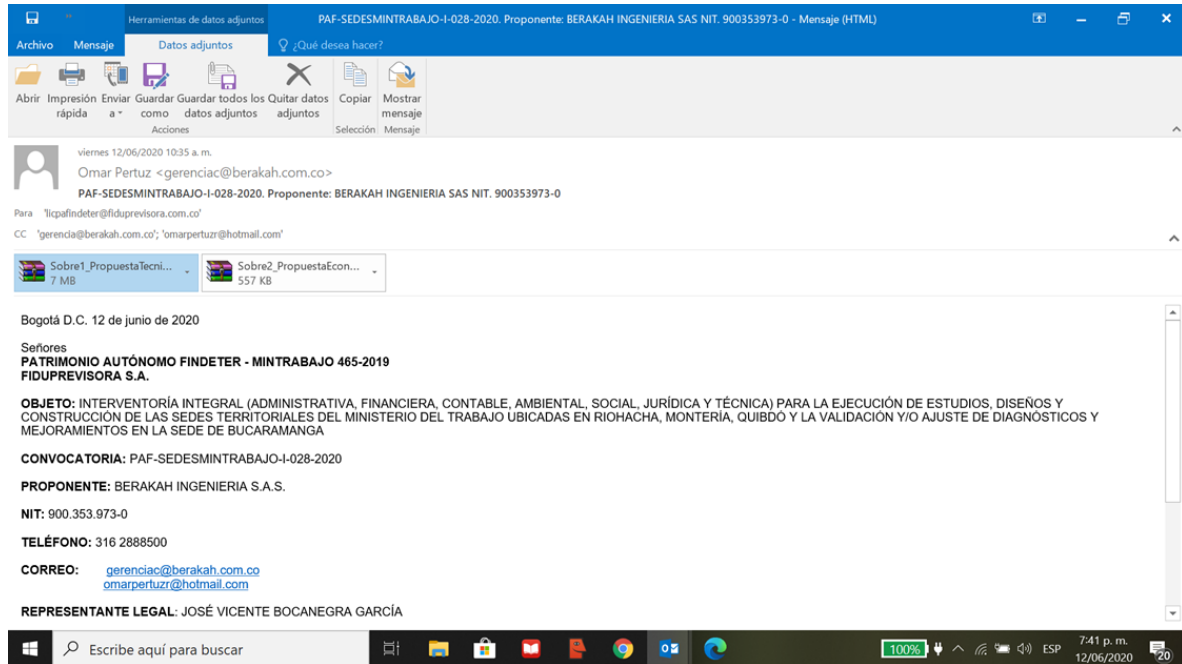 Herramientas de datos adjuntos
PAF-SEDESMINTRABAJO-I-028-2020. Proponente: BERAKAH INGENIERIA SAS NIT. 900353973-0 - Mensaje (HTML)
Archivo Mensaje Datos adjuntos ¿Qué desea hacer?
Abrir Impresión rápida Enviar a Guardar como Guardar todos los datos adjuntos Quitar datos adjuntos Copiar Mostrar mensaje
Acciones Selección Mensaje
viernes 12/06/2020 10:35 a. m.
Omar Pertuz <gerenciac@berakah.com.co>
PAF-SEDESMINTRABAJO-I-028-2020. Proponente: BERAKAH INGENIERIA SAS NIT. 900353973-0
Para 'licpafindeter@fiduprevisora.com.co'
CC 'gerencia@berakah.com.co'; 'omarpertuzr@hotmail.com'
Sobre1_PropuestaTecni... Sobre2_PropuestaEcon...
7 MB 557 KB
Bogotá D.C. 12 de junio de 2020
Señores
PATRIMONIO AUTÓNOMO FINDETER - MINTRABAJO 465-2019
FIDUPREVISORA S.A.
OBJETO: INTERVENTORÍA INTEGRAL (ADMINISTRATIVA, FINANCIERA, CONTABLE, AMBIENTAL, SOCIAL, JURÍDICA Y TÉCNICA) PARA LA EJECUCIÓN DE ESTUDIOS, DISEÑOS Y
CONSTRUCCIÓN DE LAS SEDES TERRITORIALES DEL MINISTERIO DEL TRABAJO UBICADAS EN RIOHACHA, MONTERÍA, QUIBDÓ Y LA VALIDACIÓN Y/O AJUSTE DE DIAGNÓSTICOS Y
MEJORAMIENTOS EN LA SEDE DE BUCARAMANGA
CONVOCATORIA: PAF-SEDESMINTRABAJO-I-028-2020
PROPONENTE: BERAKAH INGENIERIA S.A.S.
NIT: 900.353.973-0
TELÉFONO: 316 2888500
CORREO: gerenciac@berakah.com.co
omarpertuzr@hotmail.com
REPRESENTANTE LEGAL: JOSÉ VICENTE BOCANEGRA GARCÍA
Escribe aquí para buscar
100% ESP 7:41 p. m.
12/06/2020
20